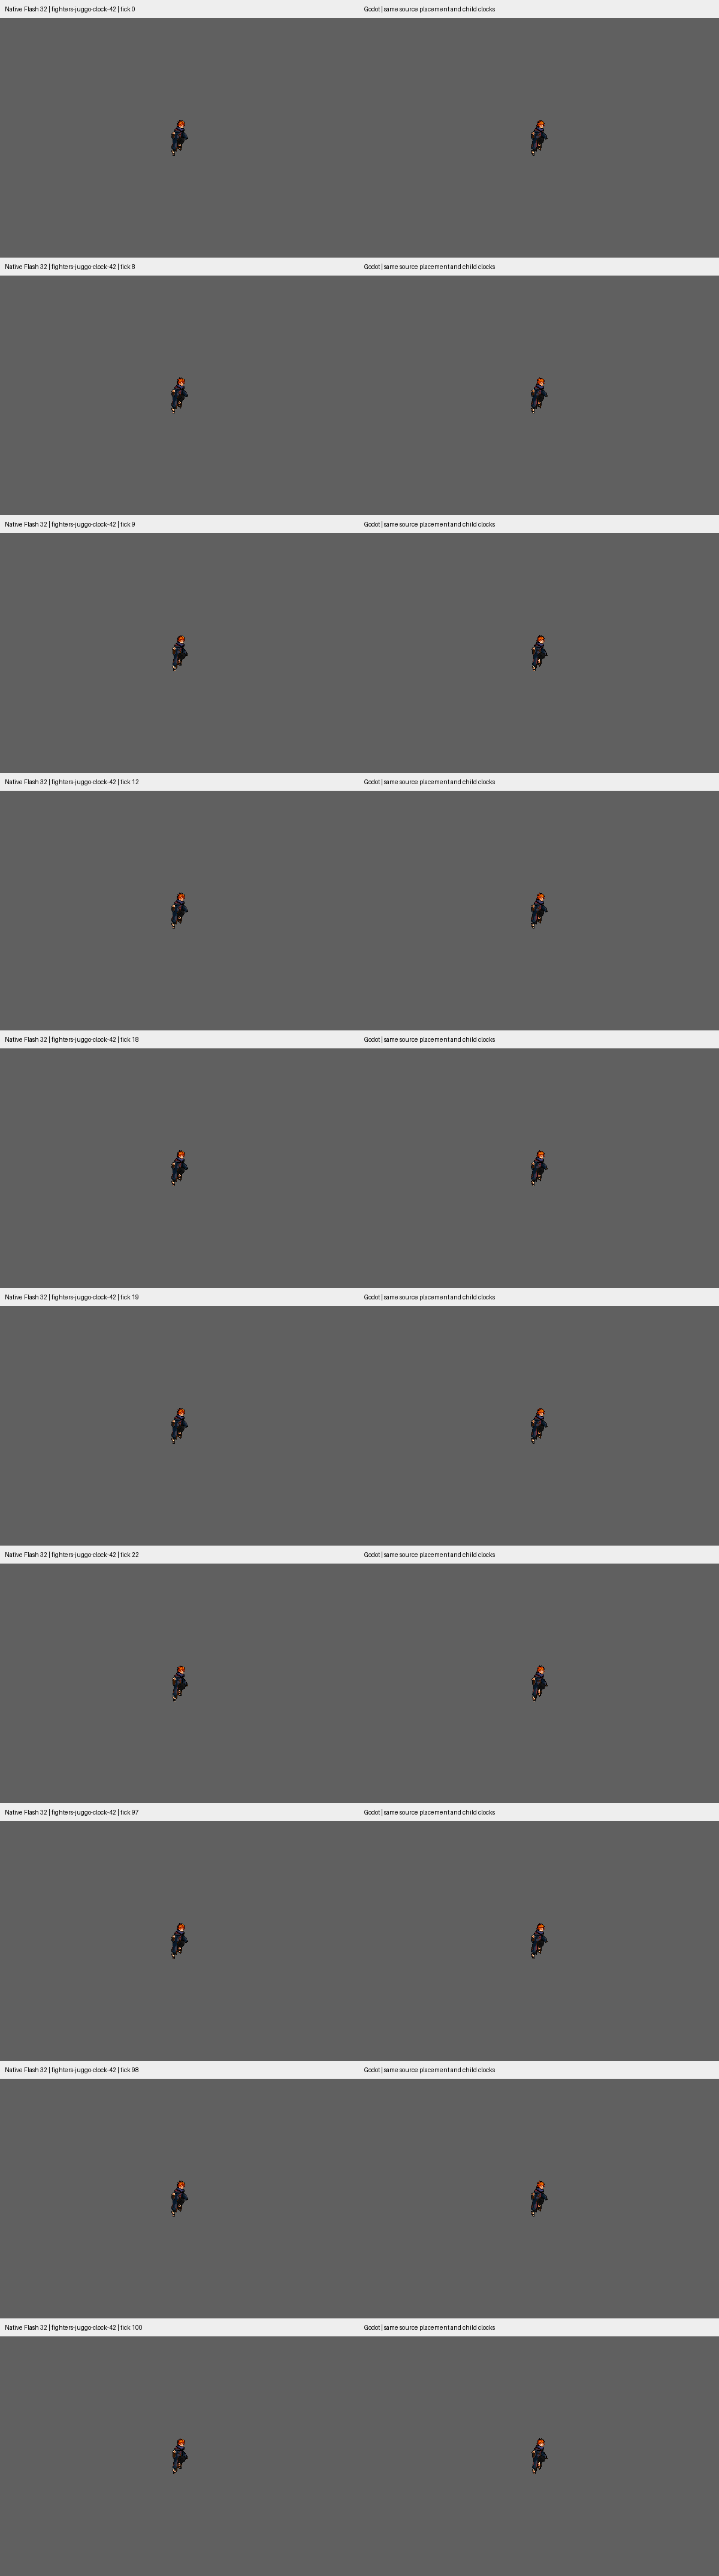 Native Flash 32 | fighters-juggo-clock-42 | tick 0 Godot | same source placement and child clocks
Native Flash 32 | fighters-juggo-clock-42 | tick 8 Godot | same source placement and child clocks
Native Flash 32 | fighters-juggo-clock-42 | tick 9 Godot | same source placement and child clocks
Native Flash 32 | fighters-juggo-clock-42 | tick 12 Godot | same source placement and child clocks
Native Flash 32 | fighters-juggo-clock-42 | tick 18 Godot | same source placement and child clocks
Native Flash 32 | fighters-juggo-clock-42 | tick 19 Godot | same source placement and child clocks
Native Flash 32 | fighters-juggo-clock-42 | tick 22 Godot | same source placement and child clocks
Native Flash 32 | fighters-juggo-clock-42 | tick 97 Godot | same source placement and child clocks
Native Flash 32 | fighters-juggo-clock-42 | tick 98 Godot | same source placement and child clocks
Native Flash 32 | fighters-juggo-clock-42 | tick 100 Godot | same source placement and child clocks